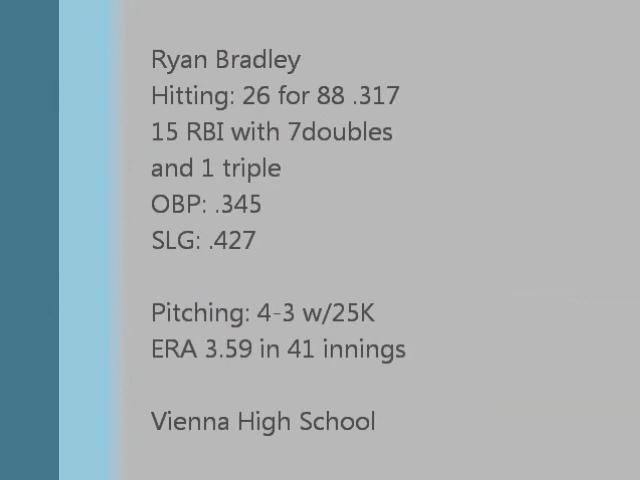 Ryan Bradley
Hitting: 26 for 88 .317
15 RBI with 7doubles
and 1 triple
OBP: .345
SLG: .427
Pitching: 4-3 w/25K
ERA 3.59 in 41 innings
Vienna High School